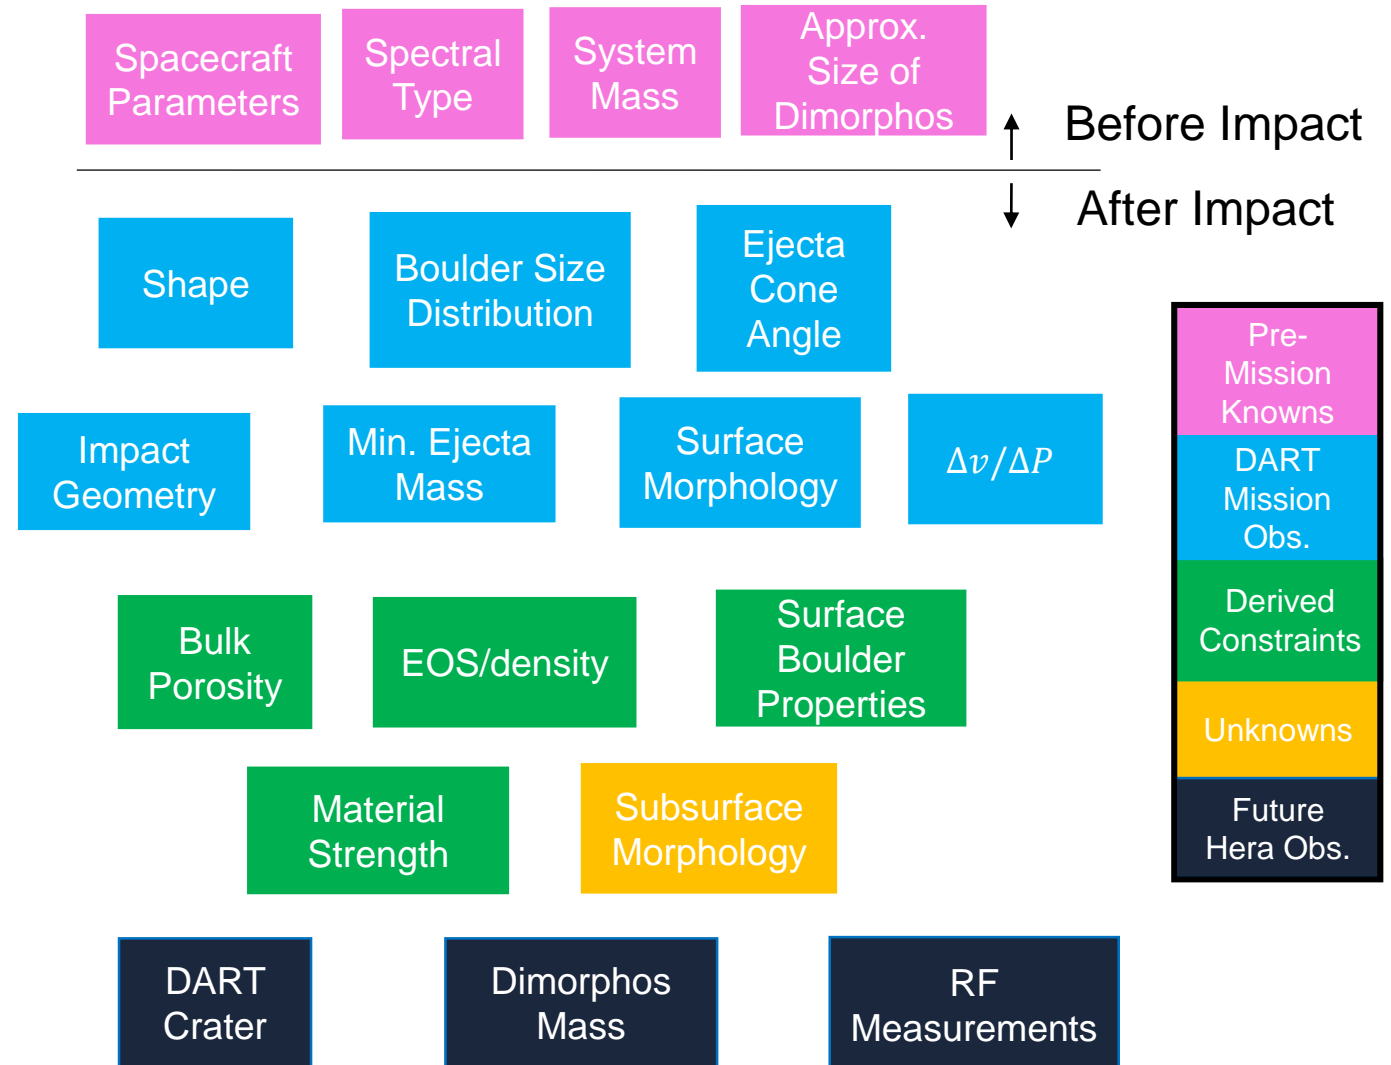 Spacecraft
Parameters
Spectral
Type
System
Mass
Approx.
Size of
Dimorphos
Before Impact
After Impact
Shape
Boulder Size
Distribution
Ejecta
Cone
Angle
Impact
Geometry
Min. Ejecta
Mass
Surface
Morphology
Δv/ΔP
Bulk
Porosity
EOS/density
Surface
Boulder
Properties
Material
Strength
Subsurface
Morphology
DART
Crater
Dimorphos
Mass
RF
Measurements
Pre-
Mission
Knowns
DART
Mission
Obs.
Derived
Constraints
Unknowns
Future
Hera Obs.